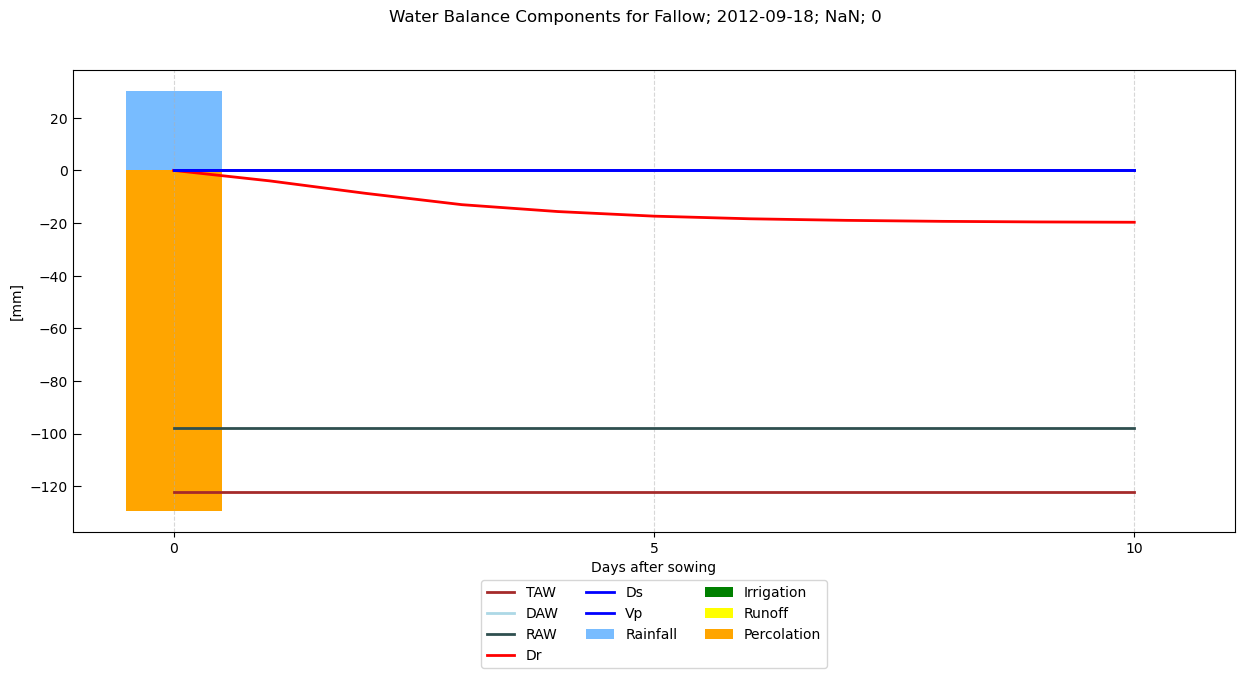 Water Balance Components for Fallow; 2012-09-18; NaN; 0
[mm]
20
0
−20
−40
−60
−80
−100
−120
0 5 10
Days after sowing
TAW Ds Irrigation
DAW Vp Runoff
RAW Rainfall Percolation
Dr